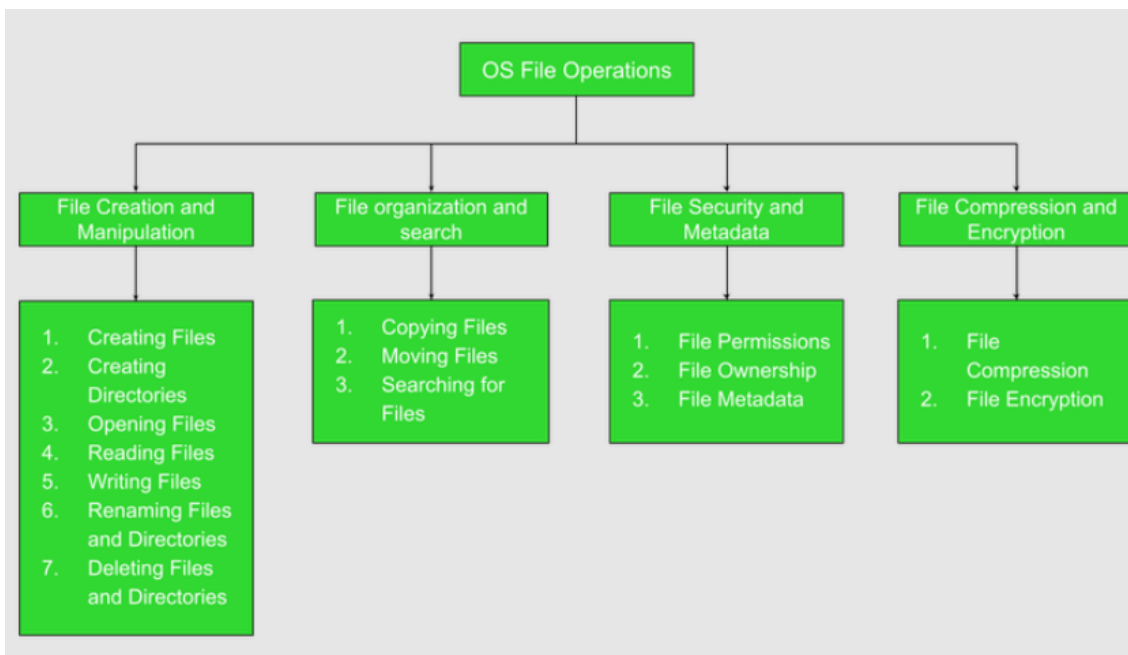 OS File Operations
File Creation and
Manipulation
File organization and
search
File Security and
Metadata
File Compression and
Encryption
1. Creating Files
2. Creating
Directories
3. Opening Files
4. Reading Files
5. Writing Files
6. Renaming Files
and Directories
7. Deleting Files
and Directories
1. Copying Files
2. Moving Files
3. Searching for
Files
1. File Permissions
2. File Ownership
3. File Metadata
1. File
Compression
2. File Encryption